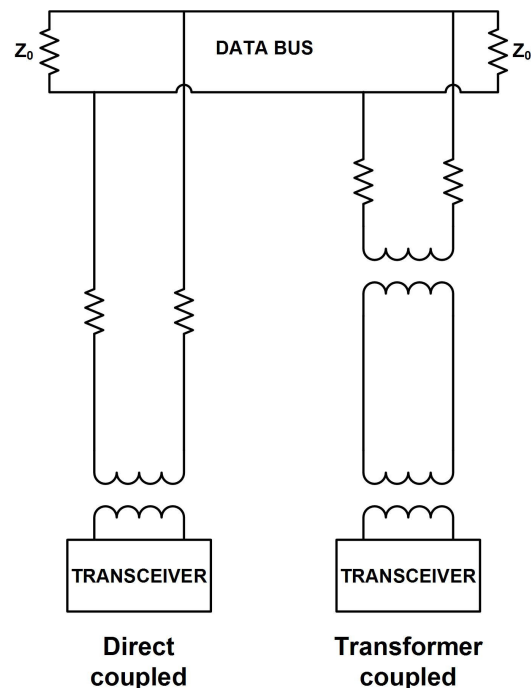 Z0
DATA BUS
Z0
TRANSCEIVER
TRANSCEIVER
Direct
coupled
Transformer
coupled